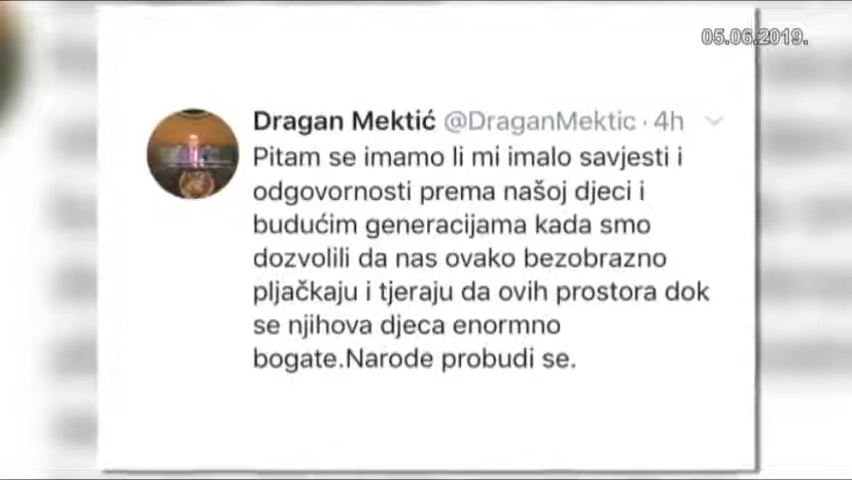 05.06.2019.
Dragan Mektić @DraganMektic · 4h
Pitam se imamo li mi imalo savjesti i
odgovornosti prema našoj djeci i
budućim generacijama kada smo
dozvolili da nas ovako bezobrazno
pljačkaju i tjeraju da ovih prostora dok
se njihova djeca enormno
bogate.Narode probudi se.